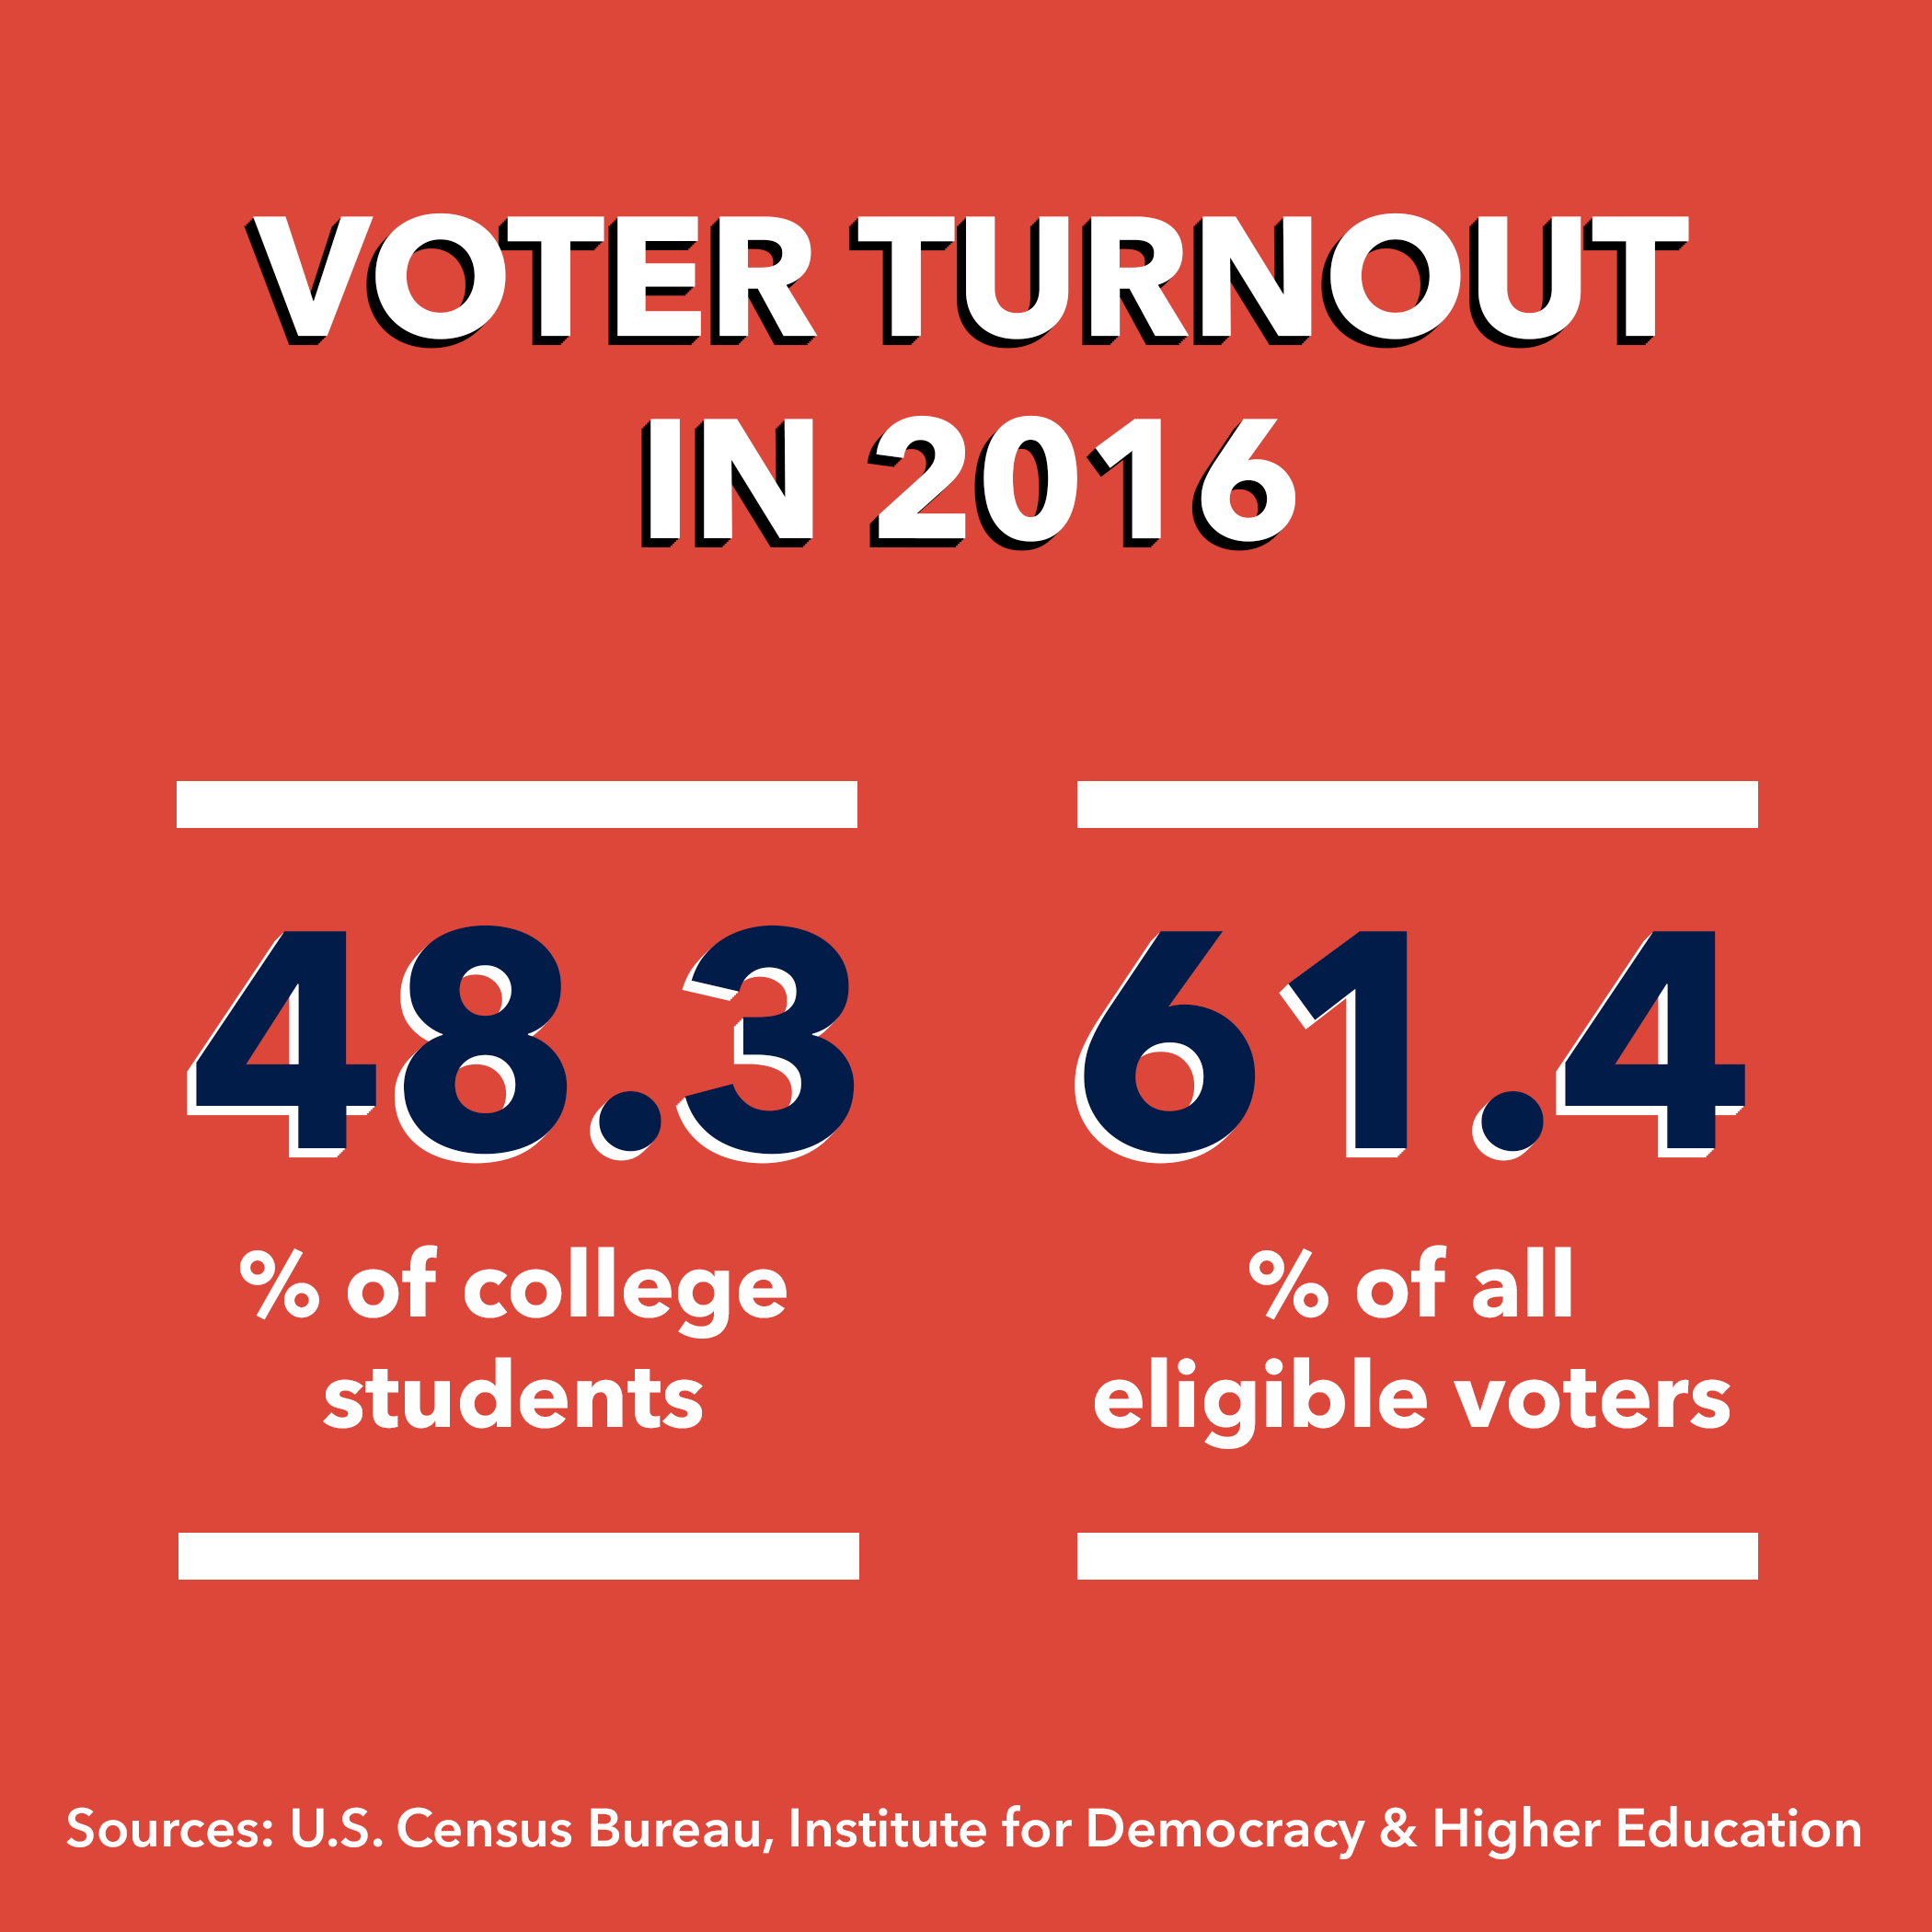 VOTER TURNOUT
IN 2016
48.3
% of college
students
61.4
% of all
eligible voters
Sources: U.S. Census Bureau, Institute for Democracy & Higher Education